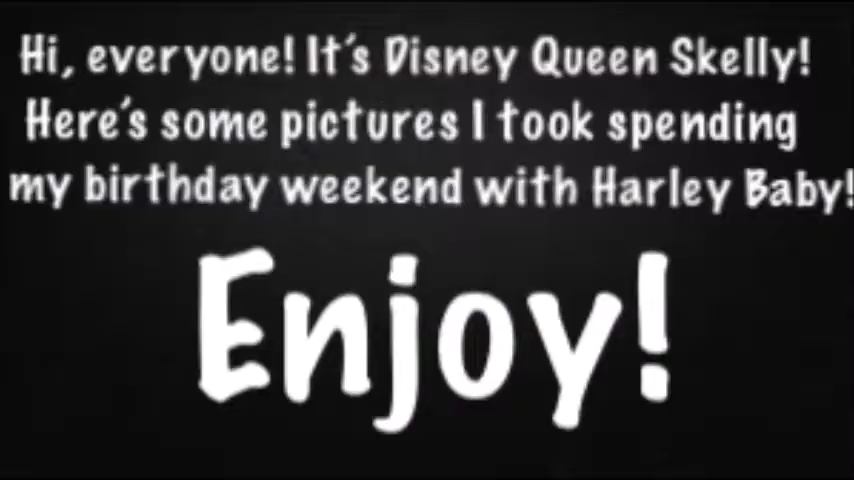 Hi, everyone! It's Disney Queen Skelly!
Here's some pictures I took spending
my birthday weekend with Harley Baby!
Enjoy!